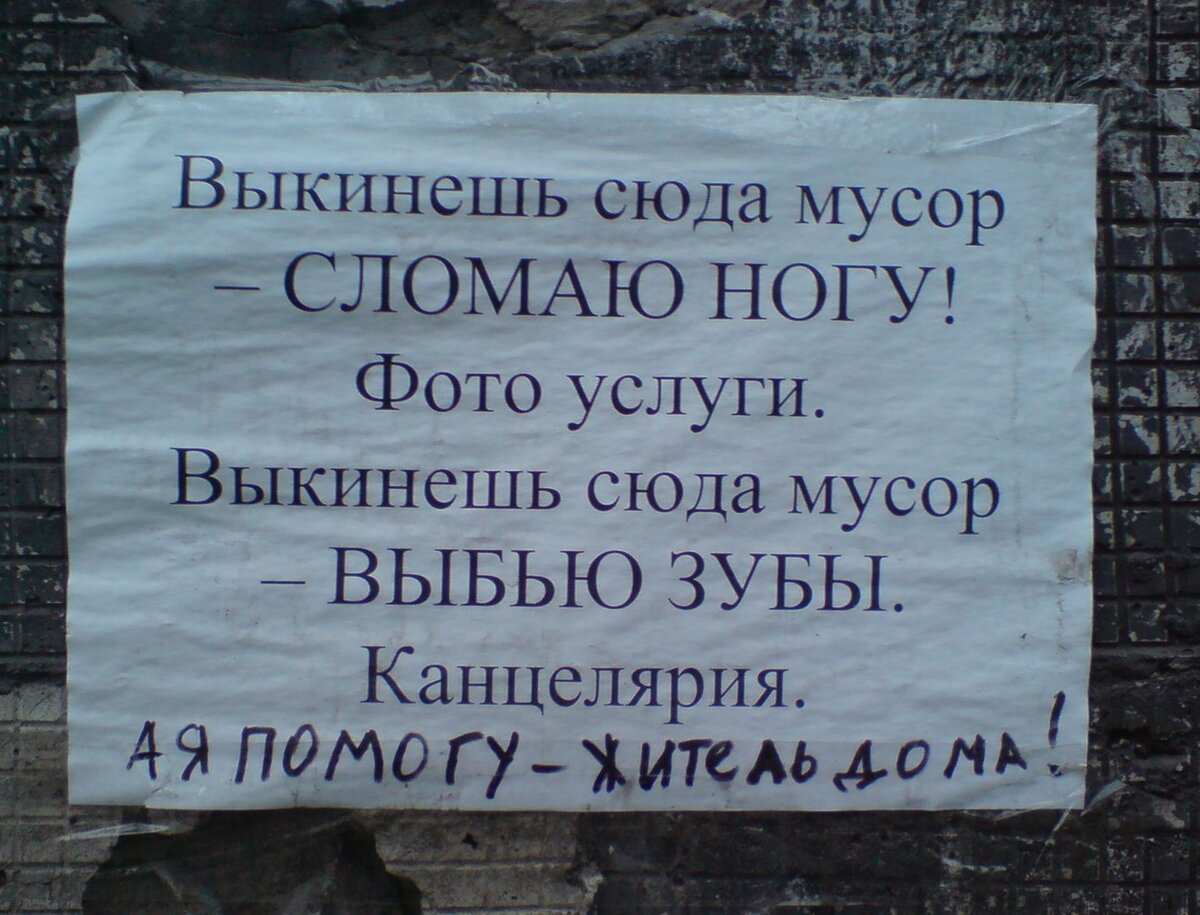 Выкинешь сюда мусор
– СЛОМАЮ НОГУ!
Фото услуги.
Выкинешь сюда мусор
– ВЫБЬЮ ЗУБЫ.
Канцелярия.
А Я ПОМОГУ – ЖИТЕЛЬ ДОМА!